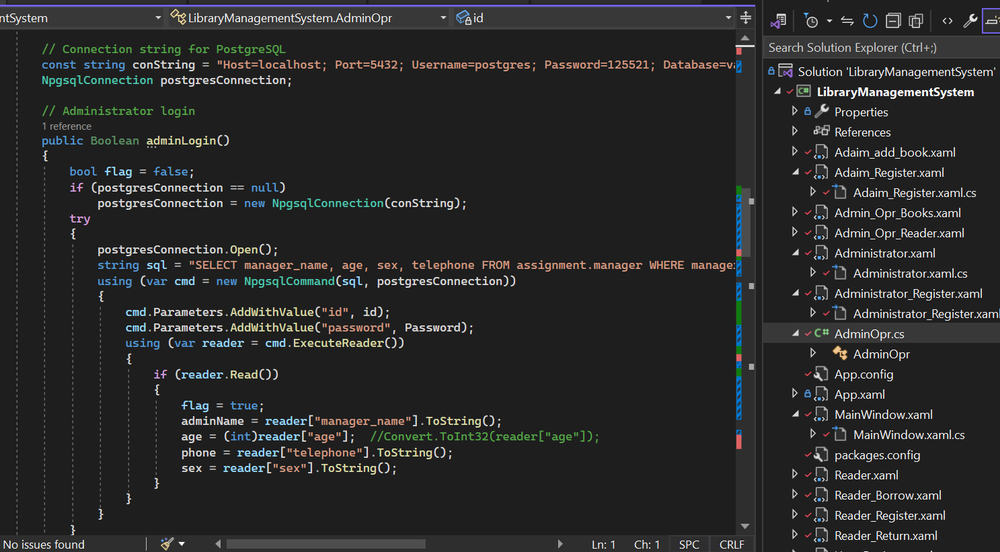 ntSystem
LibraryManagementSystem.AdminOpr
id
// Connection string for PostgreSQL
const string conString = "Host=localhost; Port=5432; Username=postgres; Password=125521; Database=va
NpgsqlConnection postgresConnection;
// Administrator login
1 reference
public Boolean adminLogin()
{
bool flag = false;
if (postgresConnection == null)
postgresConnection = new NpgsqlConnection(conString);
try
{
postgresConnection.Open();
string sql = "SELECT manager_name, age, sex, telephone FROM assignment.manager WHERE manager
using (var cmd = new NpgsqlCommand(sql, postgresConnection))
{
cmd.Parameters.AddWithValue("id", id);
cmd.Parameters.AddWithValue("password", Password);
using (var reader = cmd.ExecuteReader())
{
if (reader.Read())
{
flag = true;
adminName = reader["manager_name"].ToString();
age = (int)reader["age"];  //Convert.ToInt32(reader["age"]);
phone = reader["telephone"].ToString();
sex = reader["sex"].ToString();
}
}
}
}
No issues found
Ln: 1
Ch: 1
SPC
CRLF
Search Solution Explorer (Ctrl+;)
Solution 'LibraryManagementSystem'
C# LibraryManagementSystem
Properties
References
Adaim_add_book.xaml
Adaim_Register.xaml
Adaim_Register.xaml.cs
Admin_Opr_Books.xaml
Admin_Opr_Reader.xaml
Administrator.xaml
Administrator.xaml.cs
Administrator_Register.xaml
Administrator_Register.xaml
C# AdminOpr.cs
AdminOpr
App.config
App.xaml
MainWindow.xaml
MainWindow.xaml.cs
packages.config
Reader.xaml
Reader_Borrow.xaml
Reader_Register.xaml
Reader_Return.xaml